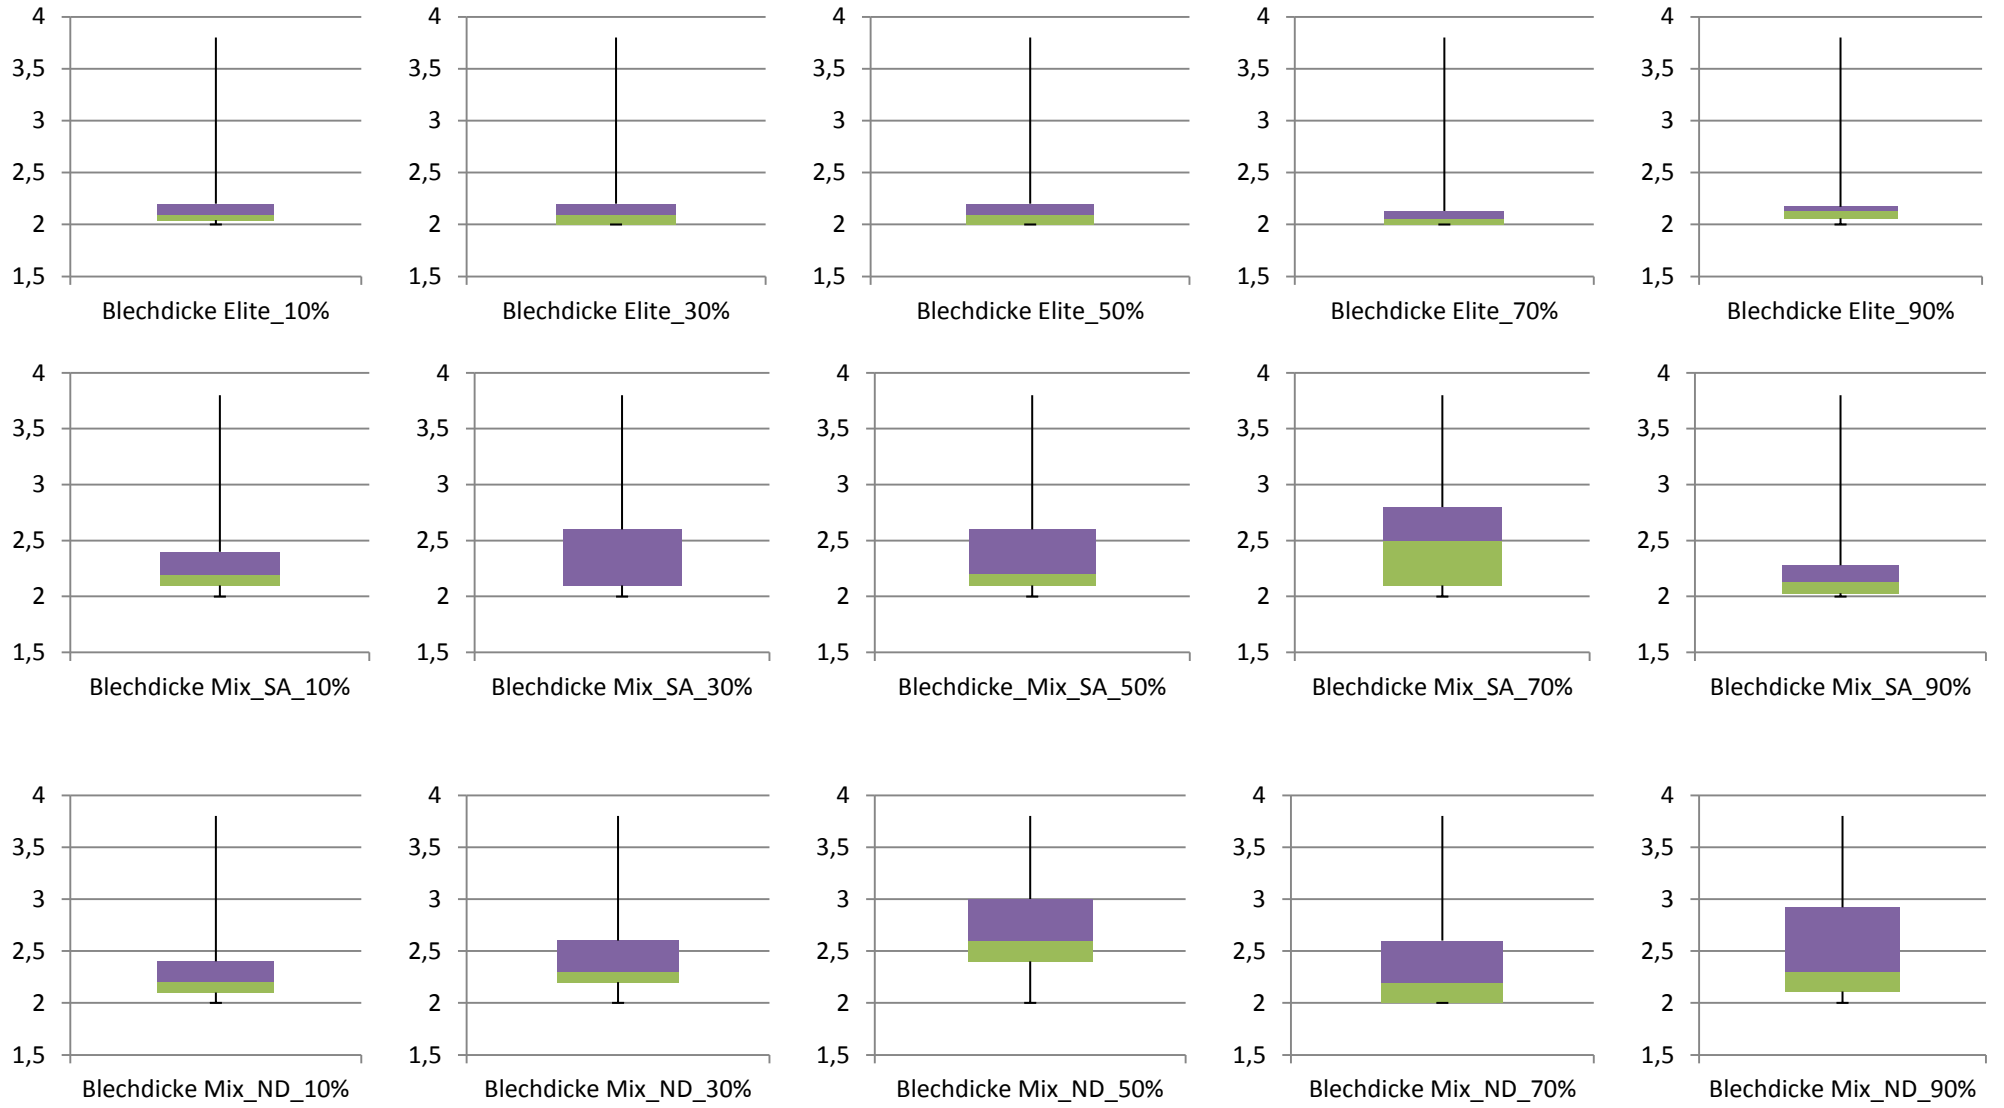 4 4 4 4 4
3,5 3,5 3,5 3,5 3,5
3 3 3 3 3
2,5 2,5 2,5 2,5 2,5
2 2 2 2 2
1,5 1,5 1,5 1,5 1,5
Blechdicke Elite_10% Blechdicke Elite_30% Blechdicke Elite_50% Blechdicke Elite_70% Blechdicke Elite_90%
4 4 4 4 4
3,5 3,5 3,5 3,5 3,5
3 3 3 3 3
2,5 2,5 2,5 2,5 2,5
2 2 2 2 2
1,5 1,5 1,5 1,5 1,5
Blechdicke Mix_SA_10% Blechdicke Mix_SA_30% Blechdicke_Mix_SA_50% Blechdicke Mix_SA_70% Blechdicke Mix_SA_90%
4 4 4 4 4
3,5 3,5 3,5 3,5 3,5
3 3 3 3 3
2,5 2,5 2,5 2,5 2,5
2 2 2 2 2
1,5 1,5 1,5 1,5 1,5
Blechdicke Mix_ND_10% Blechdicke Mix_ND_30% Blechdicke Mix_ND_50% Blechdicke Mix_ND_70% Blechdicke Mix_ND_90%